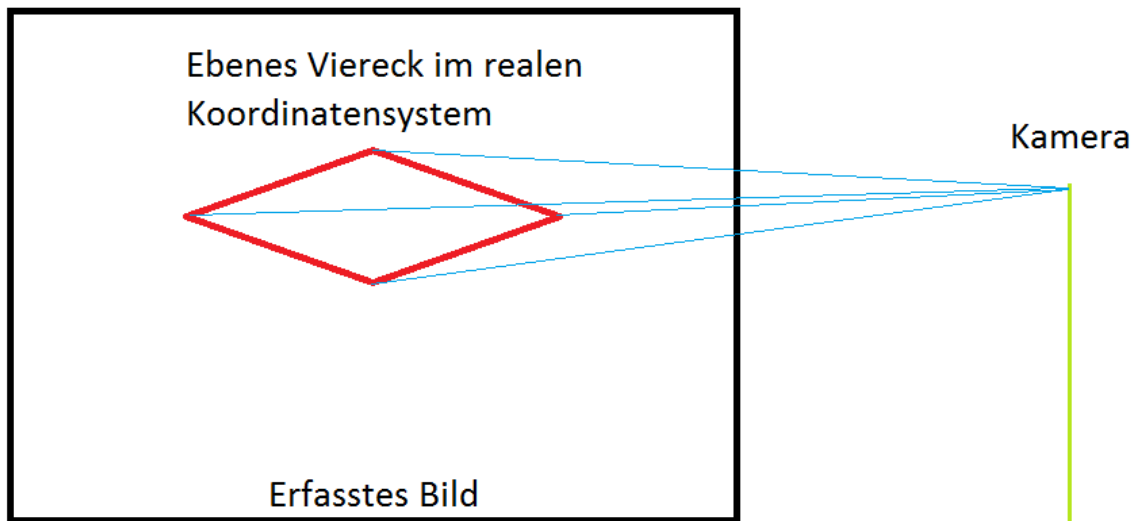 Ebenes Viereck im realen
Koordinatensystem
Kamera
Erfasstes Bild